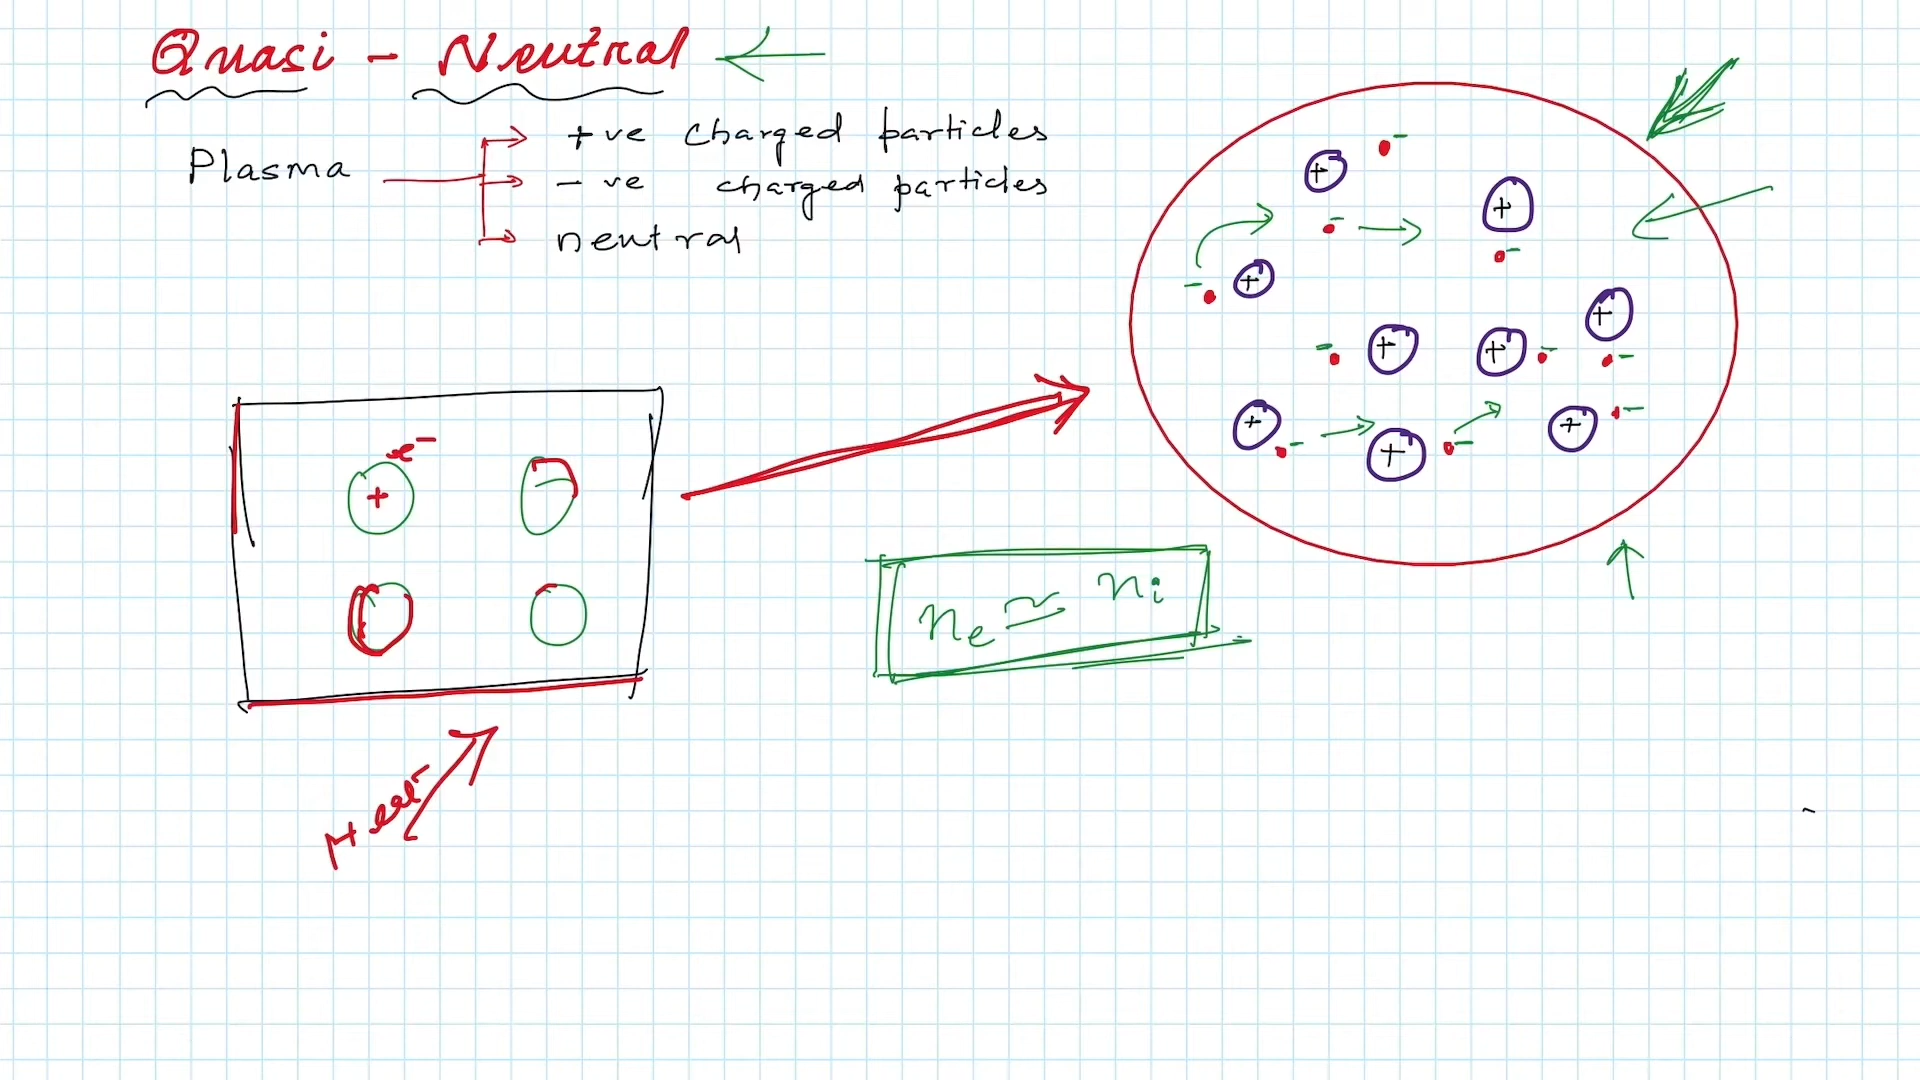 Quasi - Neutral
Plasma
+ve charged particles
- ve charged particles
neutral
e⁻
+
nₑ ≃ nᵢ
Heat